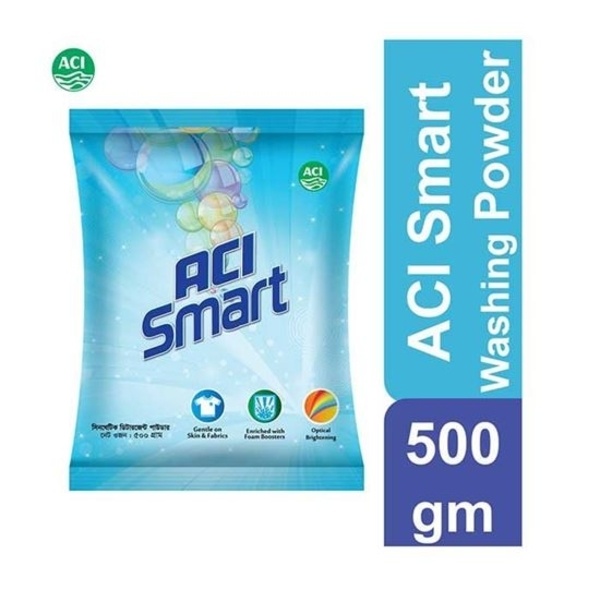 ACI
ACI
ACI
Smart
সিনথেটিক ডিটারজেন্ট পাউডার
নেট ওজন : ৫০০ গ্রাম
Gentle on
Skin & Fabrics
Enriched with
Foam Boosters
Optical
Brightening
ACI Smart
Washing Powder
500
gm